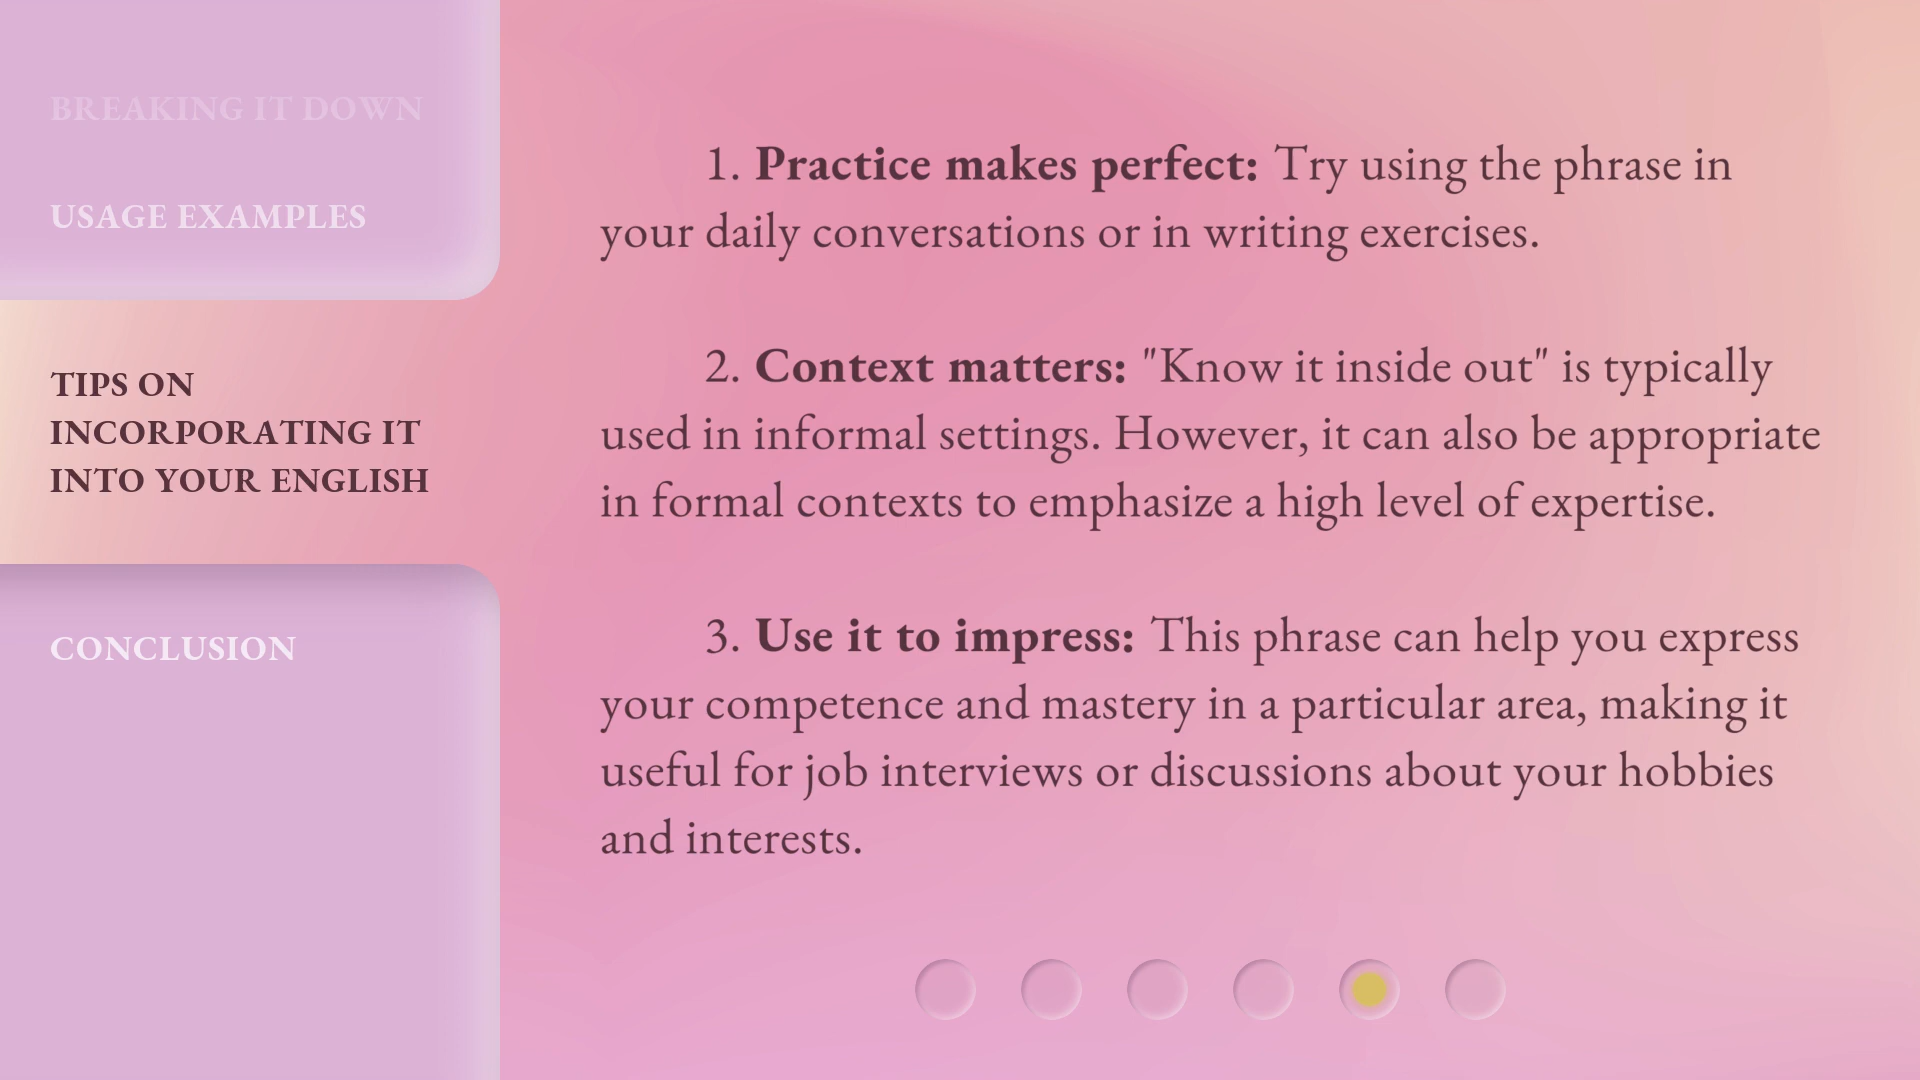 BREAKING IT DOWN
USAGE EXAMPLES
TIPS ON
INCORPORATING IT
INTO YOUR ENGLISH
CONCLUSION
1. Practice makes perfect: Try using the phrase in
your daily conversations or in writing exercises.
2. Context matters: "Know it inside out" is typically
used in informal settings. However, it can also be appropriate
in formal contexts to emphasize a high level of expertise.
3. Use it to impress: This phrase can help you express
your competence and mastery in a particular area, making it
useful for job interviews or discussions about your hobbies
and interests.